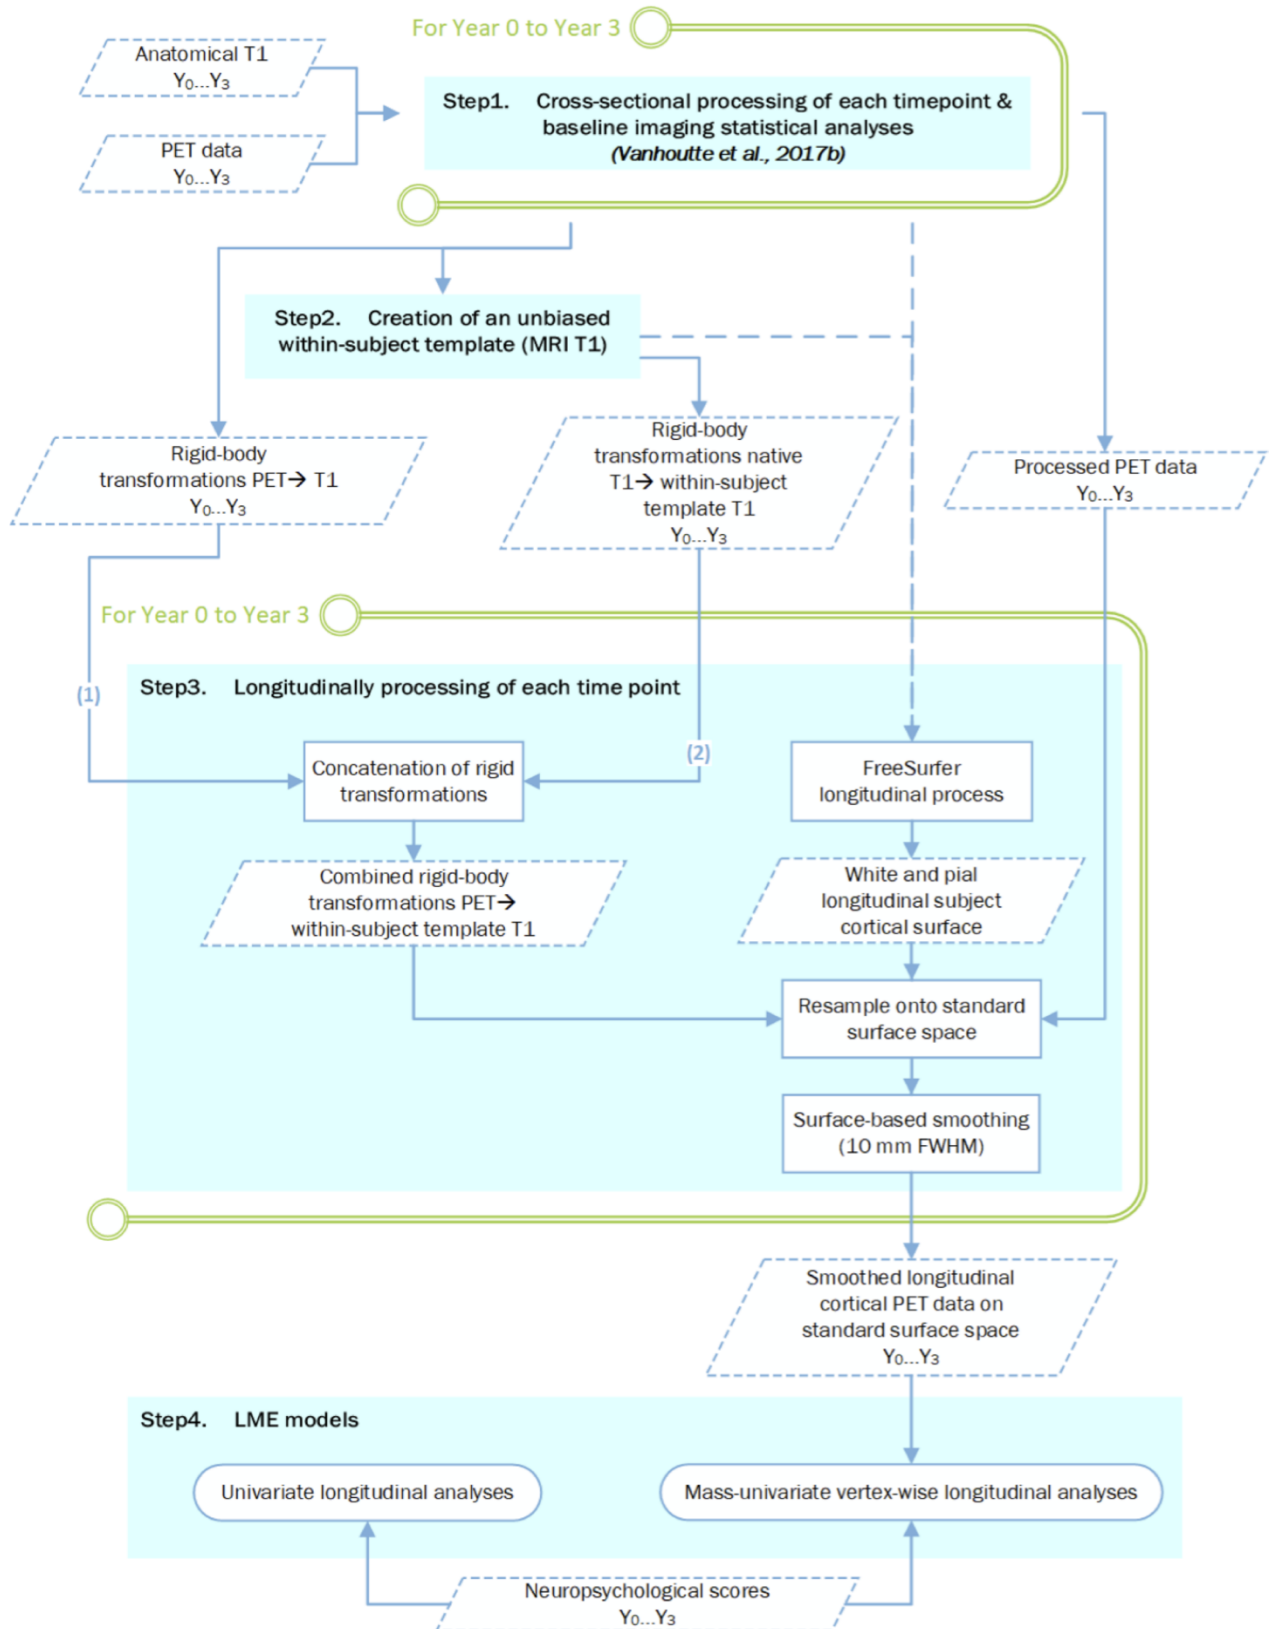 For Year 0 to Year 3
Anatomical T1
Y0...Y3
PET data
Y0...Y3
Step1. Cross-sectional processing of each timepoint &
baseline imaging statistical analyses
(Vanhoutte et al., 2017b)
Step2. Creation of an unbiased
within-subject template (MRI T1)
Rigid-body
transformations PET→ T1
Y0...Y3
Rigid-body
transformations native
T1→ within-subject
template T1
Y0...Y3
Processed PET data
Y0...Y3
For Year 0 to Year 3
Step3. Longitudinally processing of each time point
(1)
(2)
Concatenation of rigid
transformations
FreeSurfer
longitudinal process
Combined rigid-body
transformations PET→
within-subject template T1
White and pial
longitudinal subject
cortical surface
Resample onto standard
surface space
Surface-based smoothing
(10 mm FWHM)
Smoothed longitudinal
cortical PET data on
standard surface space
Y0...Y3
Step4. LME models
Univariate longitudinal analyses
Mass-univariate vertex-wise longitudinal analyses
Neuropsychological scores
Y0...Y3